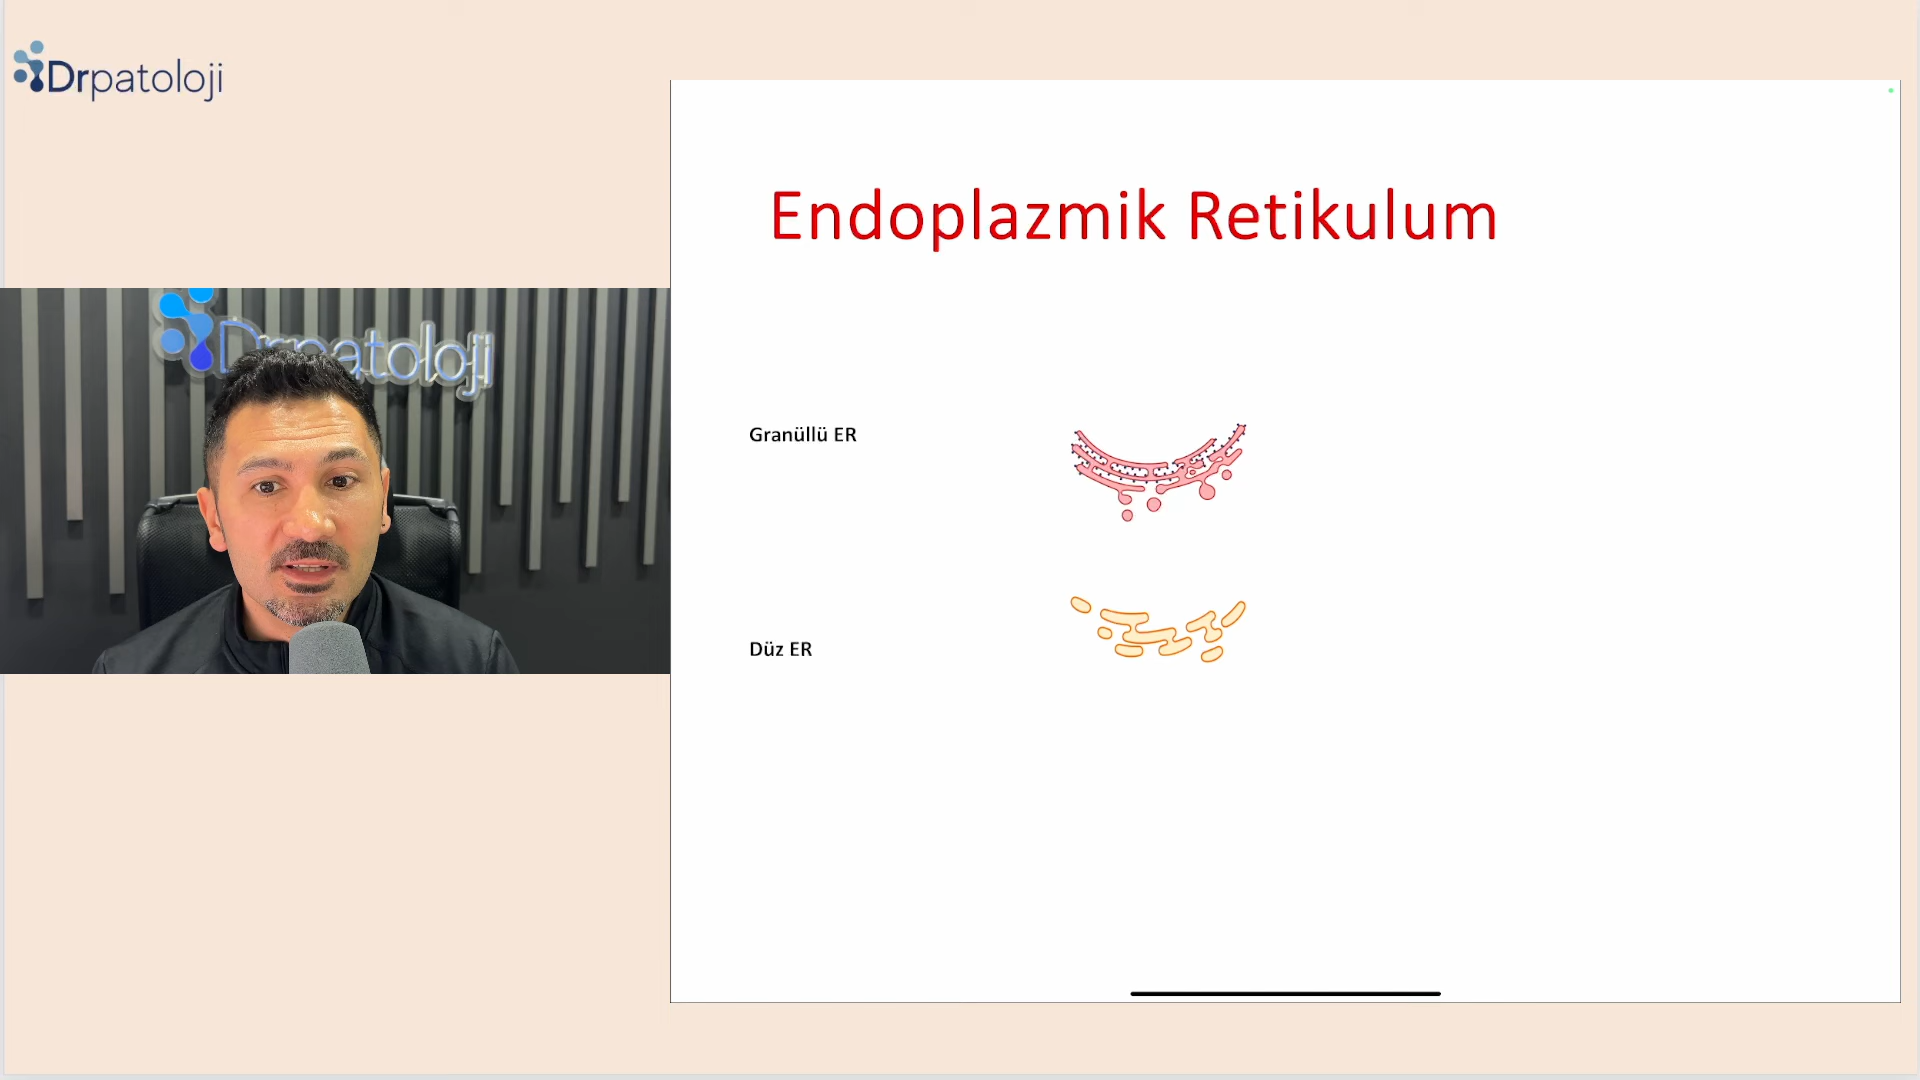 Drpatoloji
Endoplazmik Retikulum
Drpatoloji
Granüllü ER
Düz ER